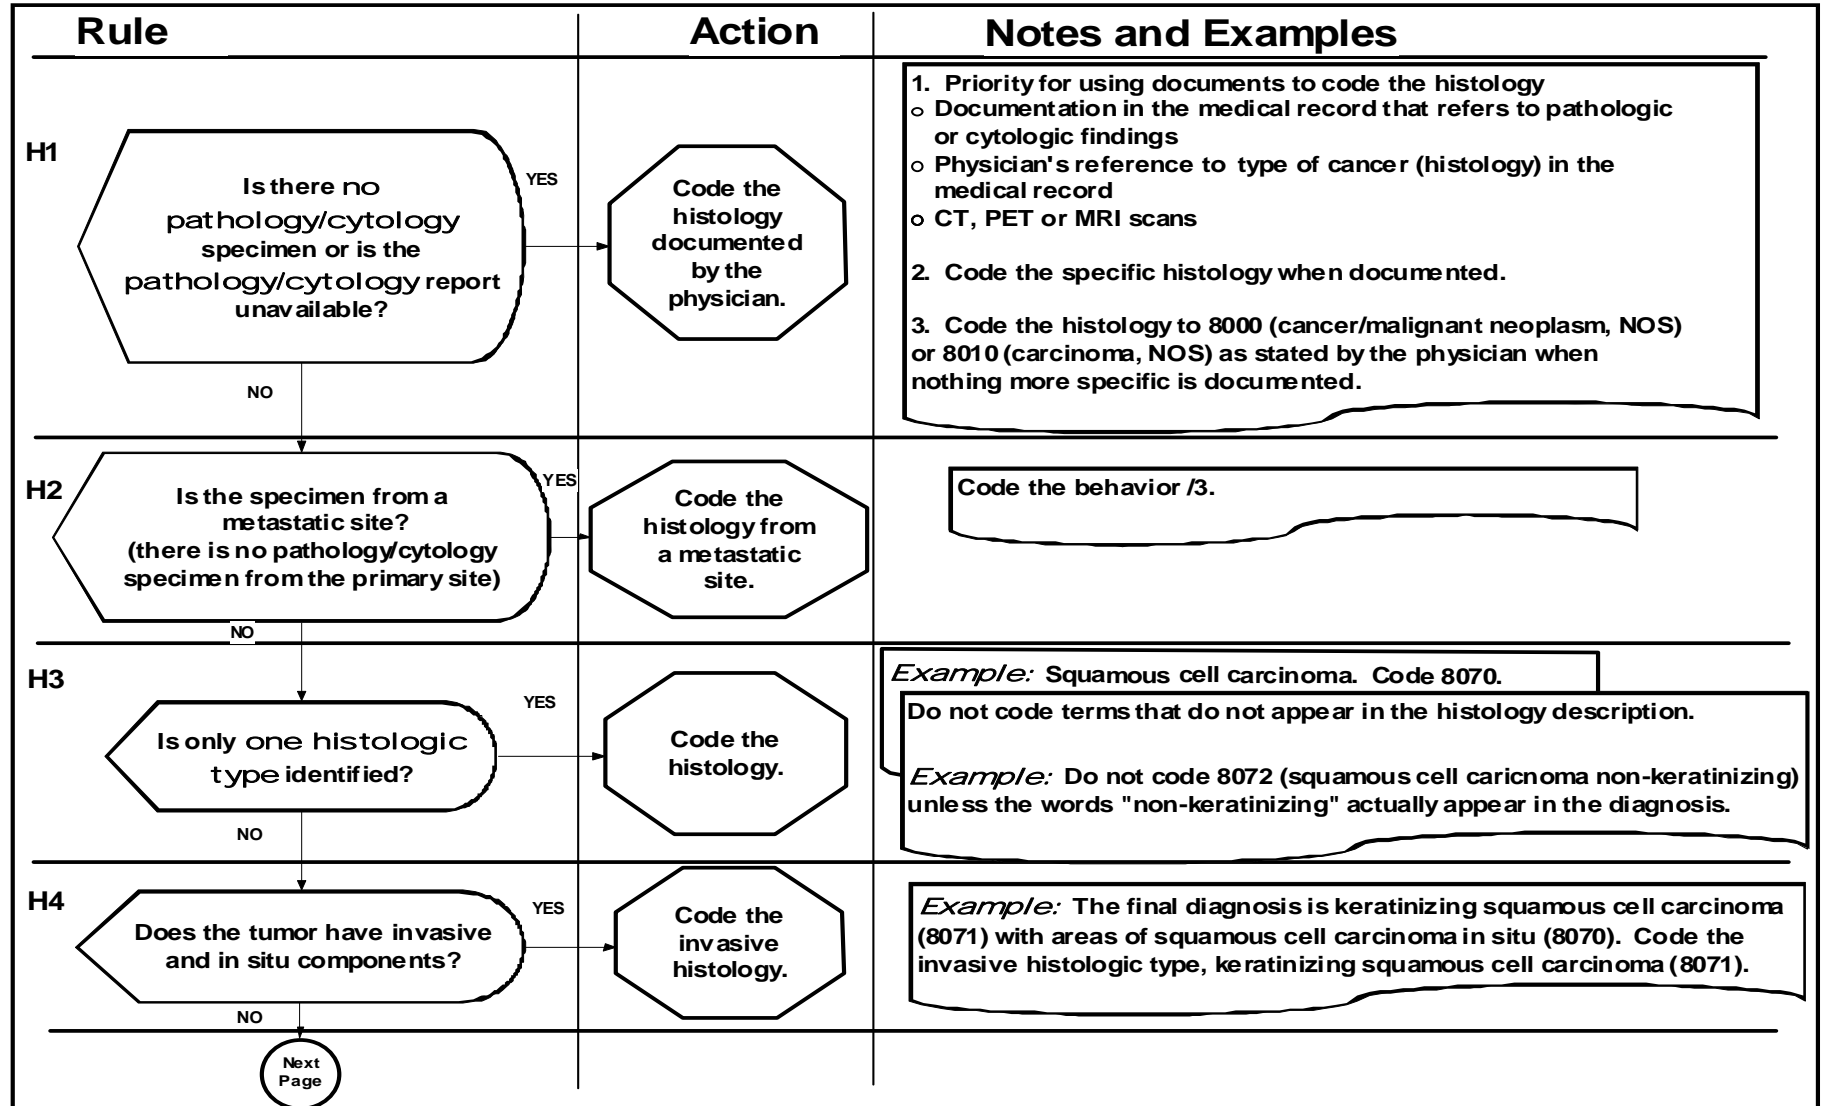 Rule
Action
Notes and Examples
H1
Is there no
pathology/cytology
specimen or is the
pathology/cytology report
unavailable?
YES
NO
Code the
histology
documented
by the
physician.
1. Priority for using documents to code the histology
o Documentation in the medical record that refers to pathologic
or cytologic findings
o Physician's reference to type of cancer (histology) in the
medical record
o CT, PET or MRI scans
2. Code the specific histology when documented.
3. Code the histology to 8000 (cancer/malignant neoplasm, NOS)
or 8010 (carcinoma, NOS) as stated by the physician when
nothing more specific is documented.
H2
Is the specimen from a
metastatic site?
(there is no pathology/cytology
specimen from the primary site)
YES
NO
Code the
histology from
a metastatic
site.
Code the behavior /3.
H3
Is only one histologic
type identified?
YES
NO
Code the
histology.
Example: Squamous cell carcinoma. Code 8070.
Do not code terms that do not appear in the histology description.
Example: Do not code 8072 (squamous cell caricnoma non-keratinizing)
unless the words "non-keratinizing" actually appear in the diagnosis.
H4
Does the tumor have invasive
and in situ components?
YES
NO
Code the
invasive
histology.
Example: The final diagnosis is keratinizing squamous cell carcinoma
(8071) with areas of squamous cell carcinoma in situ (8070). Code the
invasive histologic type, keratinizing squamous cell carcinoma (8071).
Next
Page